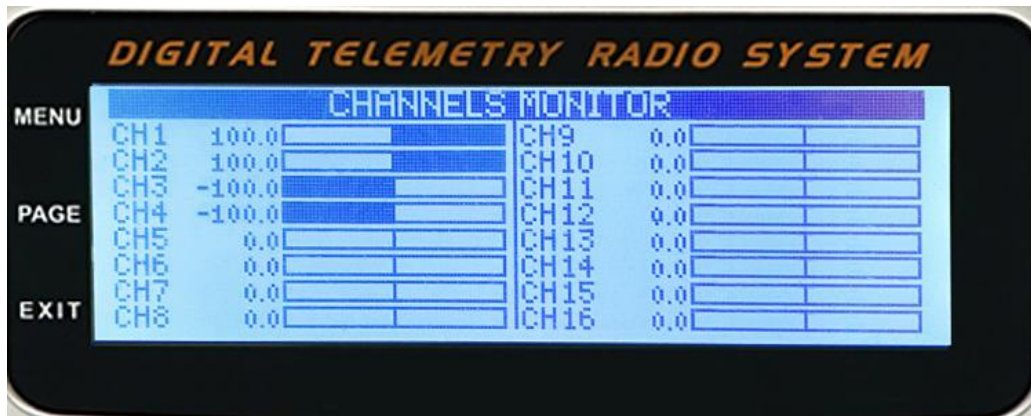 DIGITAL TELEMETRY RADIO SYSTEM
MENU
PAGE
EXIT
CHANNELS MONITOR
CH1 100.0
CH2 100.0
CH3 -100.0
CH4 -100.0
CH5 0.0
CH6 0.0
CH7 0.0
CH8 0.0
CH9 0.0
CH10 0.0
CH11 0.0
CH12 0.0
CH13 0.0
CH14 0.0
CH15 0.0
CH16 0.0